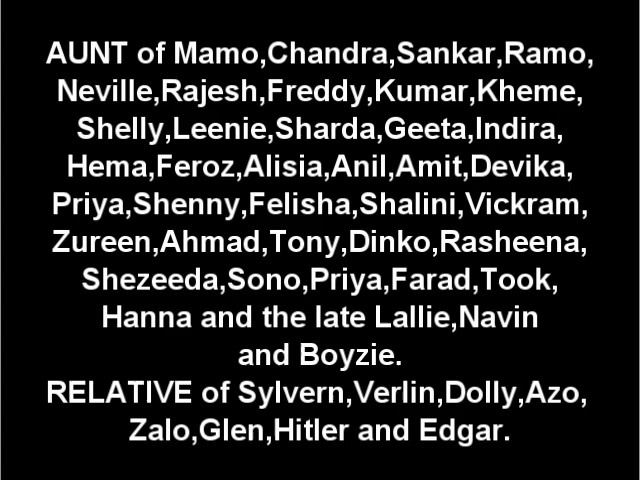 AUNT of Mamo,Chandra,Sankar,Ramo,
Neville,Rajesh,Freddy,Kumar,Kheme,
Shelly,Leenie,Sharda,Geeta,Indira,
Hema,Feroz,Alisia,Anil,Amit,Devika,
Priya,Shenny,Felisha,Shalini,Vickram,
Zureen,Ahmad,Tony,Dinko,Rasheena,
Shezeeda,Sono,Priya,Farad,Took,
Hanna and the late Lallie,Navin
and Boyzie.
RELATIVE of Sylvern,Verlin,Dolly,Azo,
Zalo,Glen,Hitler and Edgar.